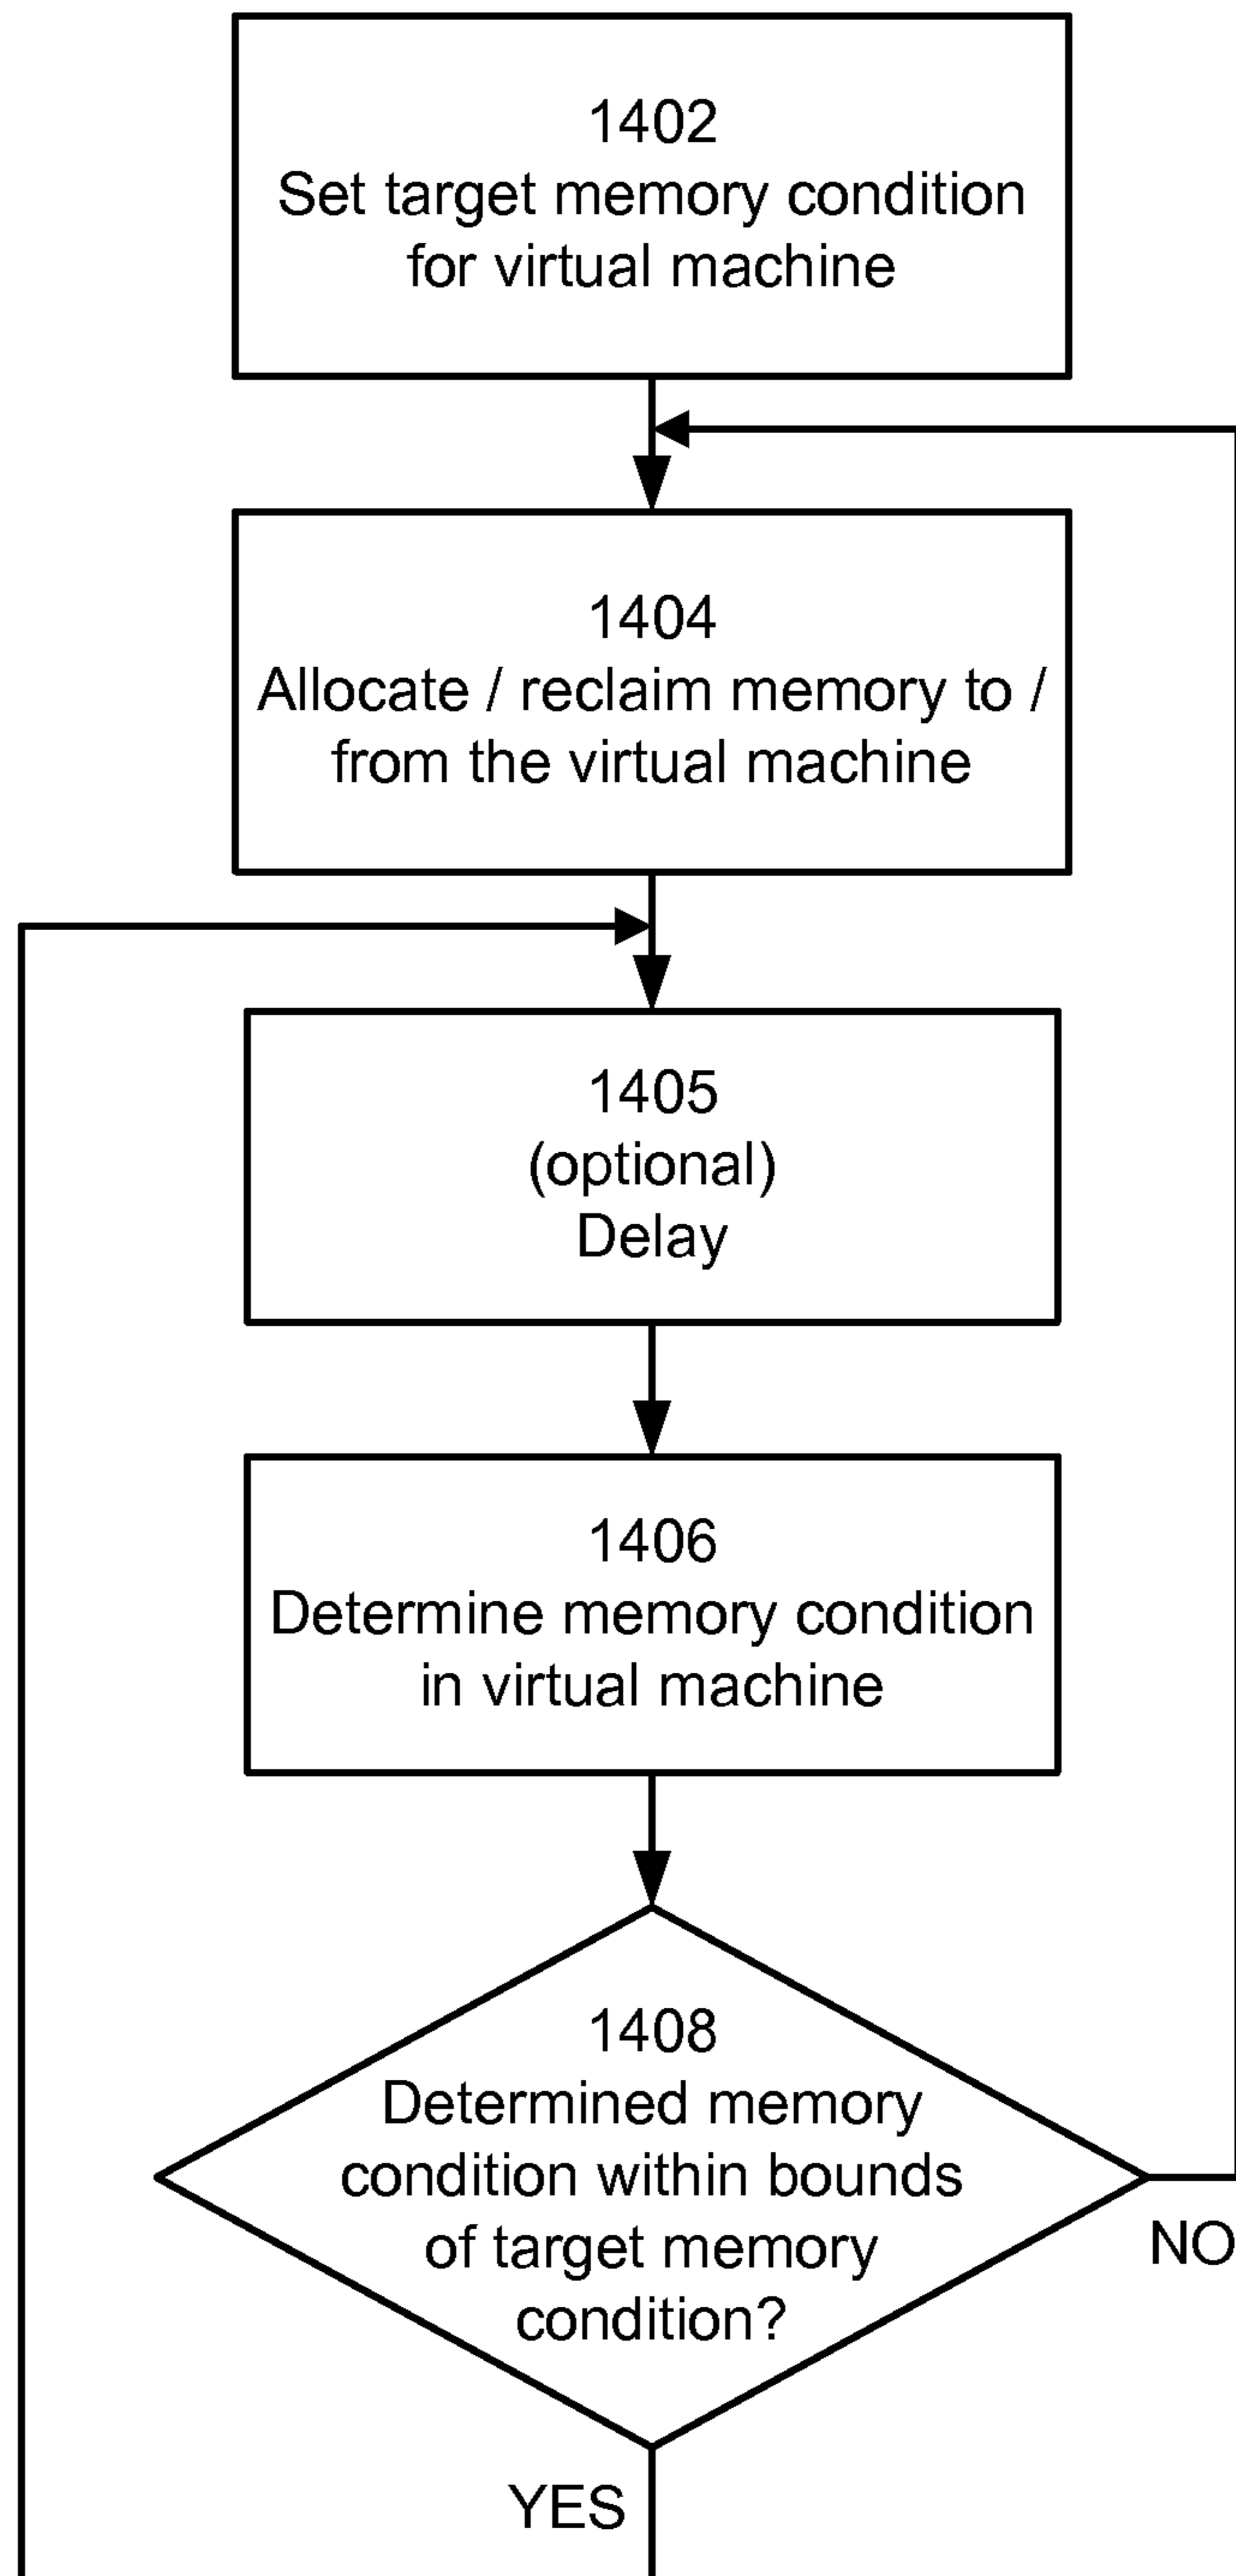 1402
Set target memory condition
for virtual machine
1404
Allocate / reclaim memory to /
from the virtual machine
1405
(optional)
Delay
1406
Determine memory condition
in virtual machine
1408
Determined memory
condition within bounds
of target memory
condition?
NO
YES